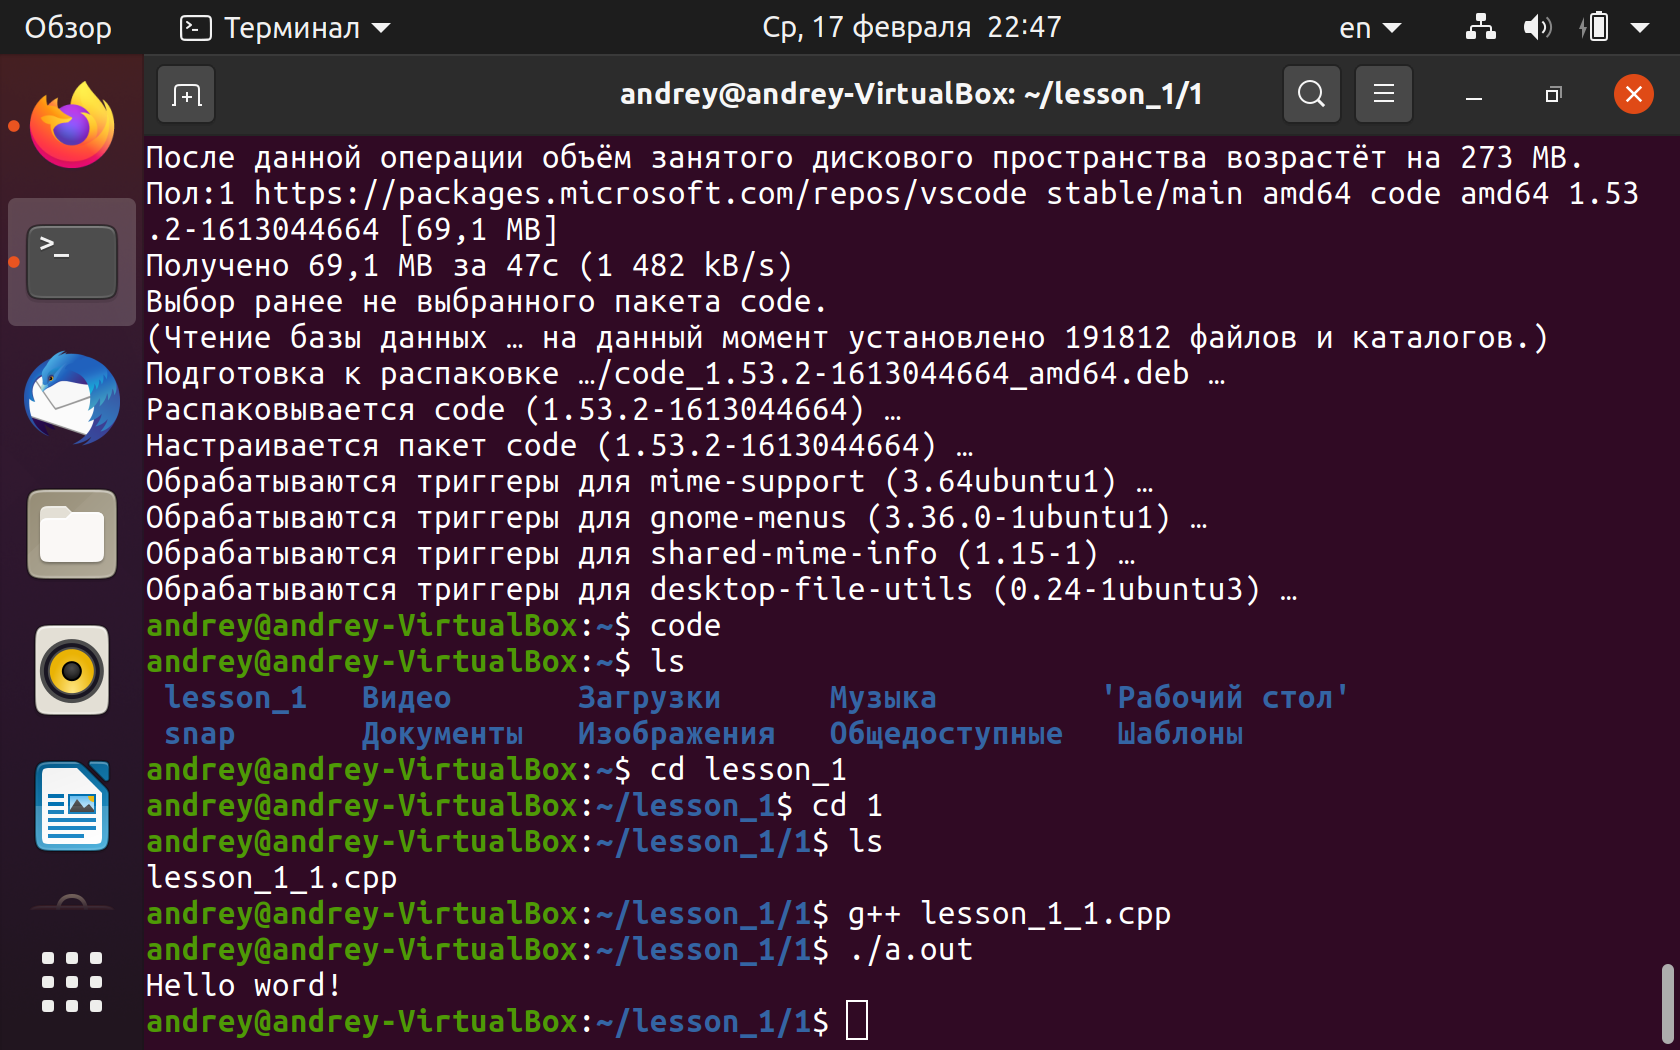 Обзор Терминал Ср, 17 февраля 22:47 en
andrey@andrey-VirtualBox: ~/lesson_1/1
После данной операции объём занятого дискового пространства возрастёт на 273 MB.
Пол:1 https://packages.microsoft.com/repos/vscode stable/main amd64 code amd64 1.53
.2-1613044664 [69,1 MB]
Получено 69,1 MB за 47с (1 482 kB/s)
Выбор ранее не выбранного пакета code.
(Чтение базы данных … на данный момент установлено 191812 файлов и каталогов.)
Подготовка к распаковке …/code_1.53.2-1613044664_amd64.deb …
Распаковывается code (1.53.2-1613044664) …
Настраивается пакет code (1.53.2-1613044664) …
Обрабатываются триггеры для mime-support (3.64ubuntu1) …
Обрабатываются триггеры для gnome-menus (3.36.0-1ubuntu1) …
Обрабатываются триггеры для shared-mime-info (1.15-1) …
Обрабатываются триггеры для desktop-file-utils (0.24-1ubuntu3) …
andrey@andrey-VirtualBox:~$ code
andrey@andrey-VirtualBox:~$ ls
lesson_1 Видео Загрузки Музыка 'Рабочий стол'
snap Документы Изображения Общедоступные Шаблоны
andrey@andrey-VirtualBox:~$ cd lesson_1
andrey@andrey-VirtualBox:~/lesson_1$ cd 1
andrey@andrey-VirtualBox:~/lesson_1/1$ ls
lesson_1_1.cpp
andrey@andrey-VirtualBox:~/lesson_1/1$ g++ lesson_1_1.cpp
andrey@andrey-VirtualBox:~/lesson_1/1$ ./a.out
Hello word!
andrey@andrey-VirtualBox:~/lesson_1/1$